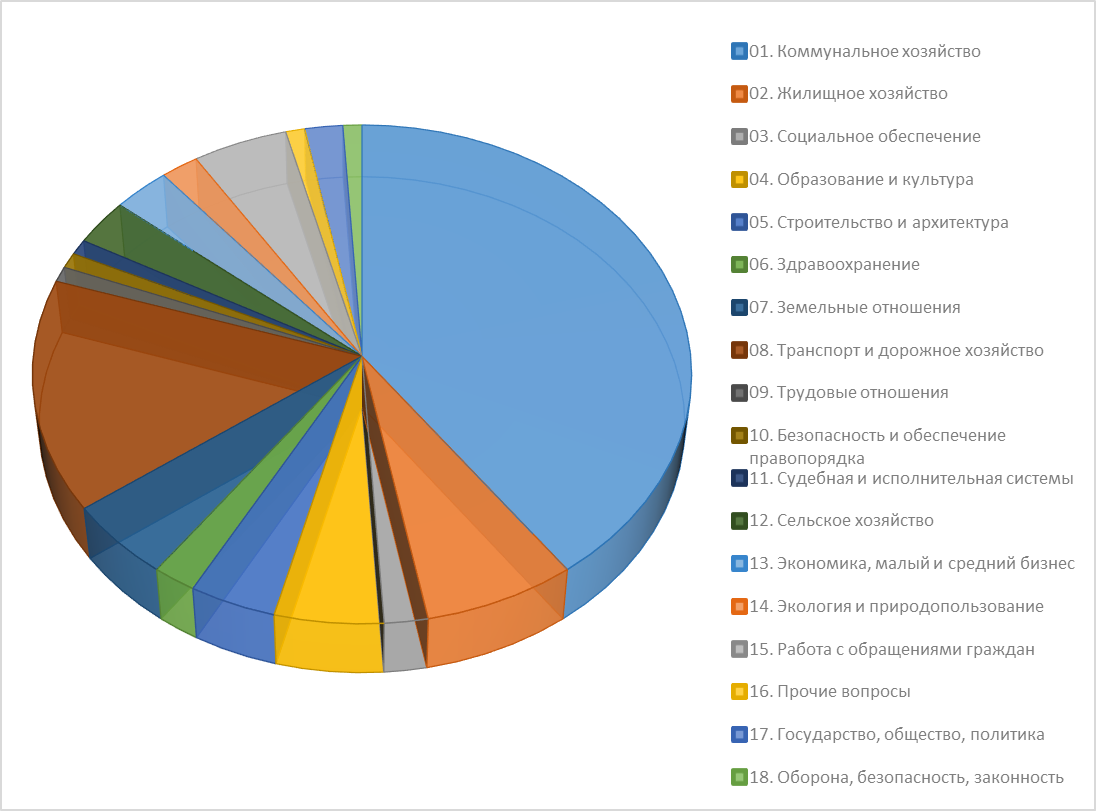 01. Коммунальное хозяйство
02. Жилищное хозяйство
03. Социальное обеспечение
04. Образование и культура
05. Строительство и архитектура
06. Здравоохранение
07. Земельные отношения
08. Транспорт и дорожное хозяйство
09. Трудовые отношения
10. Безопасность и обеспечение
правопорядка
11. Судебная и исполнительная системы
12. Сельское хозяйство
13. Экономика, малый и средний бизнес
14. Экология и природопользование
15. Работа с обращениями граждан
16. Прочие вопросы
17. Государство, общество, политика
18. Оборона, безопасность, законность